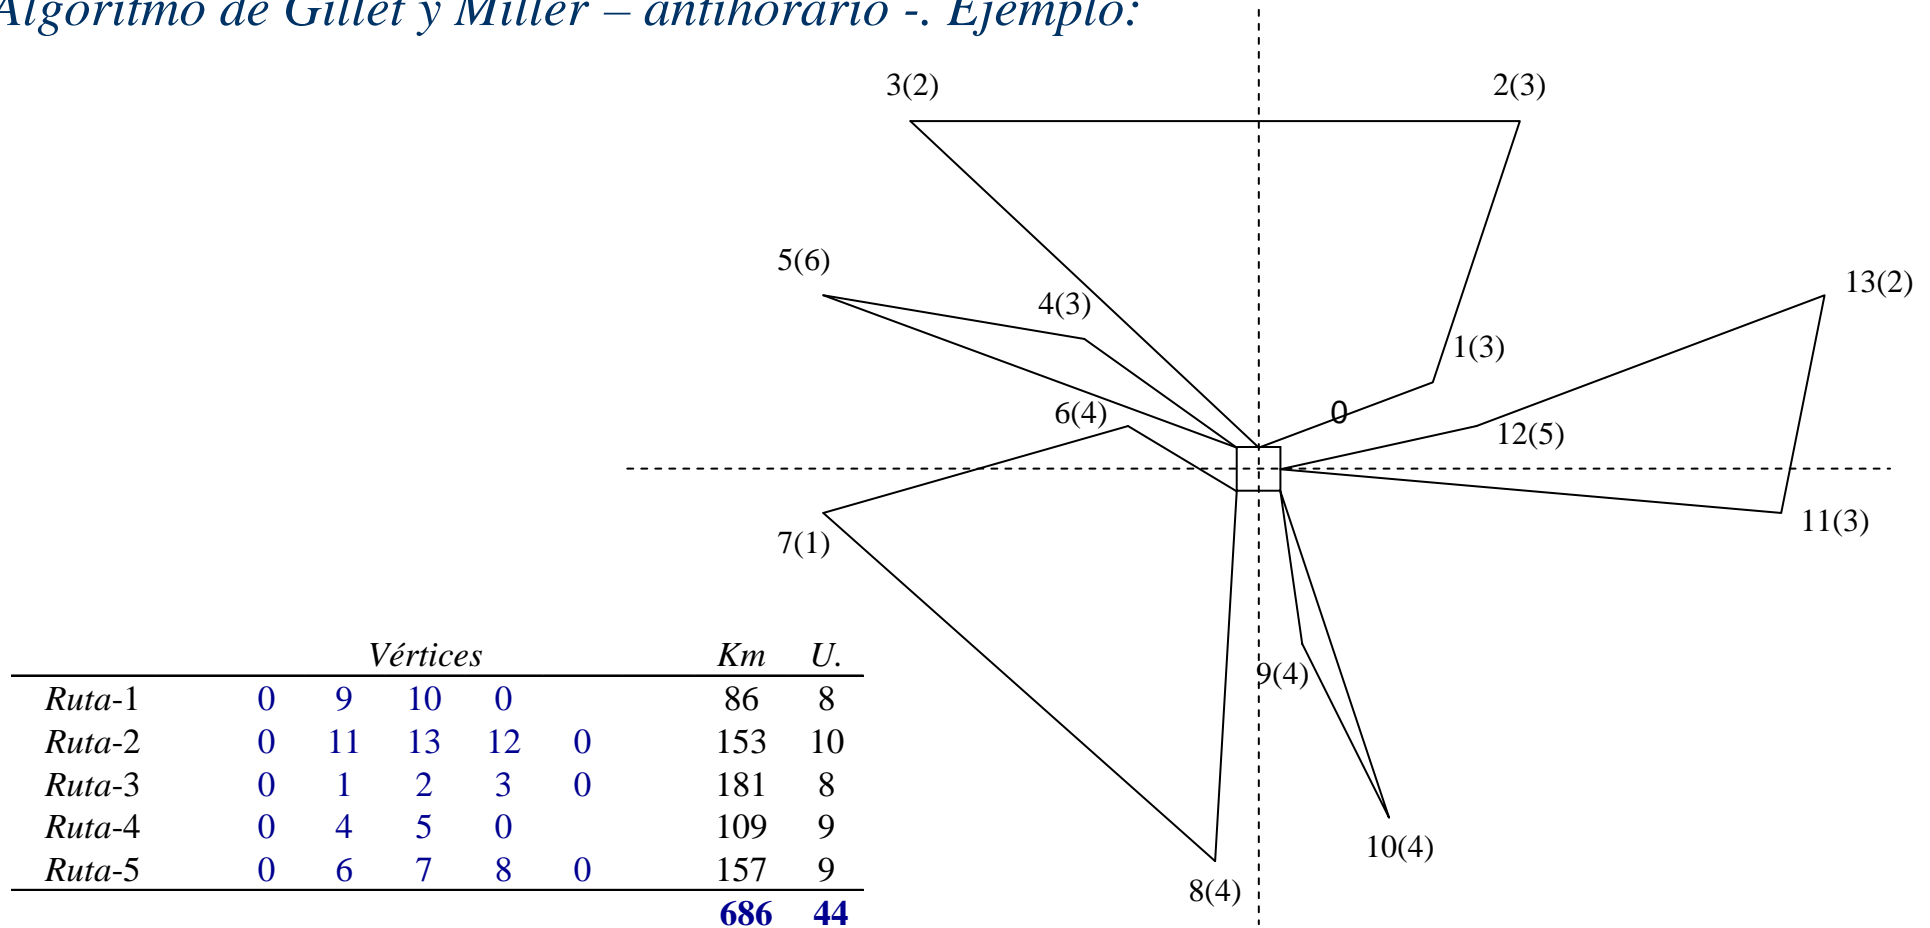 Algoritmo de Gillet y Miller – antihorario -. Ejemplo:
3(2)
2(3)
5(6)
4(3)
13(2)
1(3)
0
6(4)
12(5)
7(1)
11(3)
9(4)
10(4)
8(4)
Vértices Km U.
Ruta-1 0 9 10 0 86 8
Ruta-2 0 11 13 12 0 153 10
Ruta-3 0 1 2 3 0 181 8
Ruta-4 0 4 5 0 109 9
Ruta-5 0 6 7 8 0 157 9
686 44